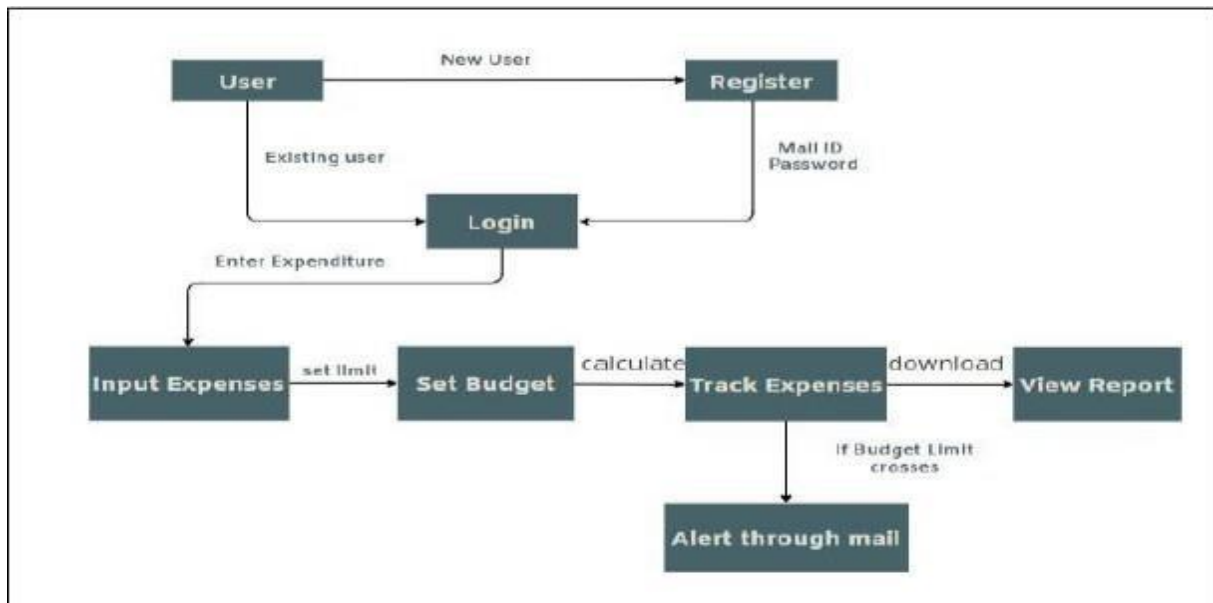 New User
User
Register
Existing user
Mail ID
Password
Login
Enter Expenditure
Input Expenses
set limit
Set Budget
calculate
Track Expenses
download
View Report
If Budget Limit
crosses
Alert through mail